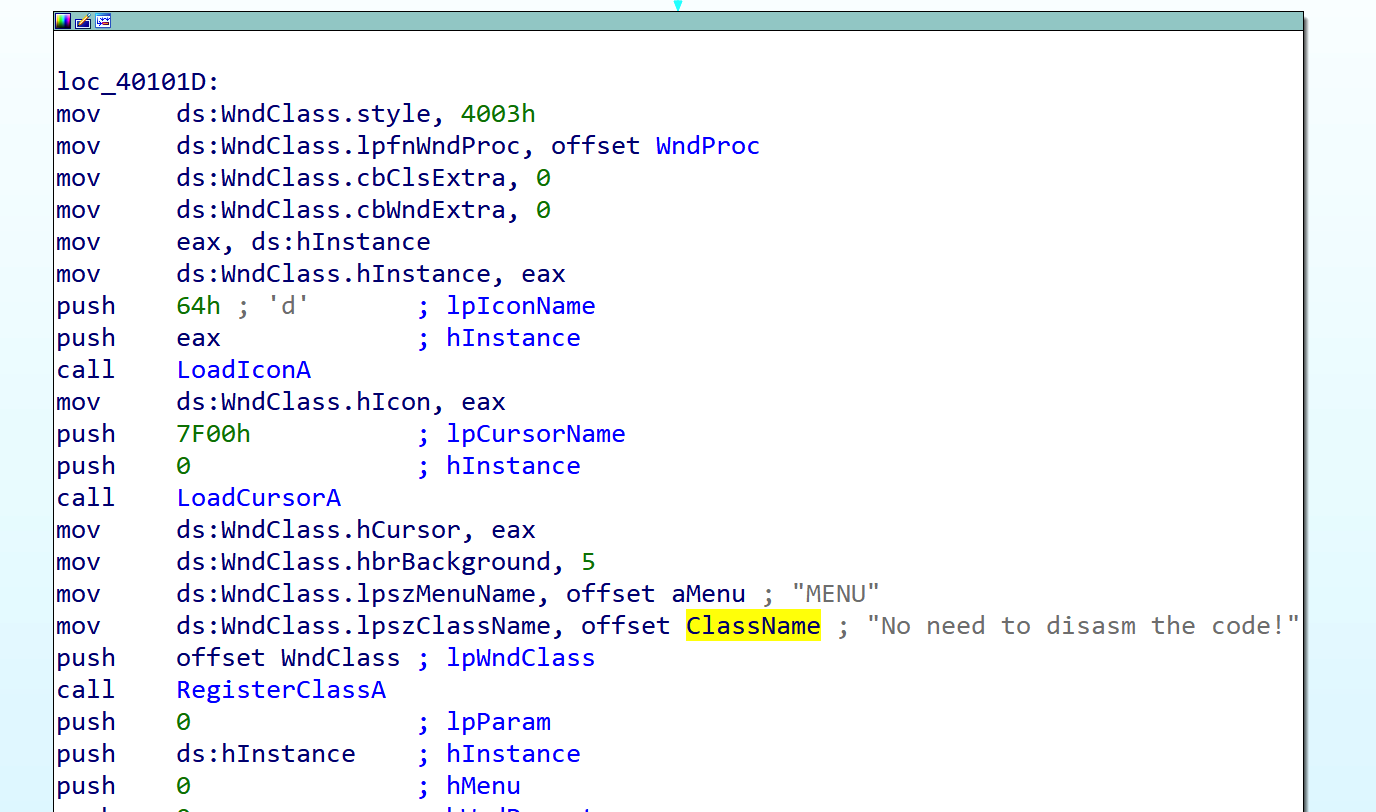 loc_40101D:
mov     ds:WndClass.style, 4003h
mov     ds:WndClass.lpfnWndProc, offset WndProc
mov     ds:WndClass.cbClsExtra, 0
mov     ds:WndClass.cbWndExtra, 0
mov     eax, ds:hInstance
mov     ds:WndClass.hInstance, eax
push    64h ; 'd'       ; lpIconName
push    eax             ; hInstance
call    LoadIconA
mov     ds:WndClass.hIcon, eax
push    7F00h           ; lpCursorName
push    0               ; hInstance
call    LoadCursorA
mov     ds:WndClass.hCursor, eax
mov     ds:WndClass.hbrBackground, 5
mov     ds:WndClass.lpszMenuName, offset aMenu ; "MENU"
mov     ds:WndClass.lpszClassName, offset ClassName ; "No need to disasm the code!"
push    offset WndClass ; lpWndClass
call    RegisterClassA
push    0               ; lpParam
push    ds:hInstance    ; hInstance
push    0               ; hMenu